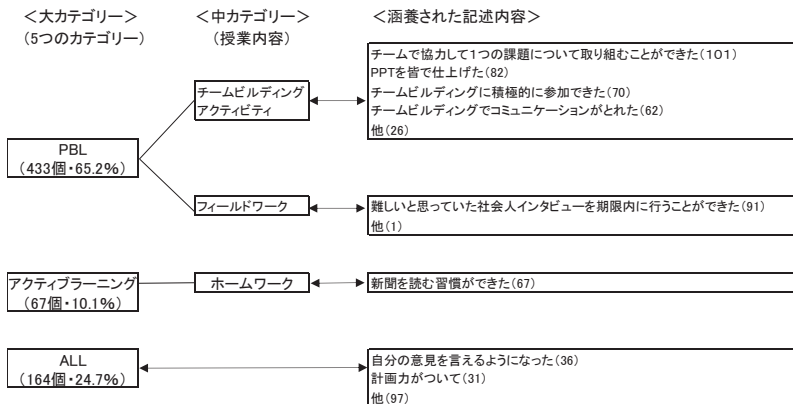 <大カテゴリー>
(5つのカテゴリー)
<中カテゴリー>
(授業内容)
<涵養された記述内容>
PBL
(433個・65.2%)
チームビルディング
アクティビティ
チームで協力して1つの課題について取り組むことができた(101)
PPTを皆で仕上げた(82)
チームビルディングに積極的に参加できた(70)
チームビルディングでコミュニケーションがとれた(62)
他(26)
フィールドワーク
難しいと思っていた社会人インタビューを期限内に行うことができた(91)
他(1)
アクティブラーニング
(67個・10.1%)
ホームワーク
新聞を読む習慣ができた(67)
ALL
(164個・24.7%)
自分の意見を言えるようになった(36)
計画力がついて(31)
他(97)